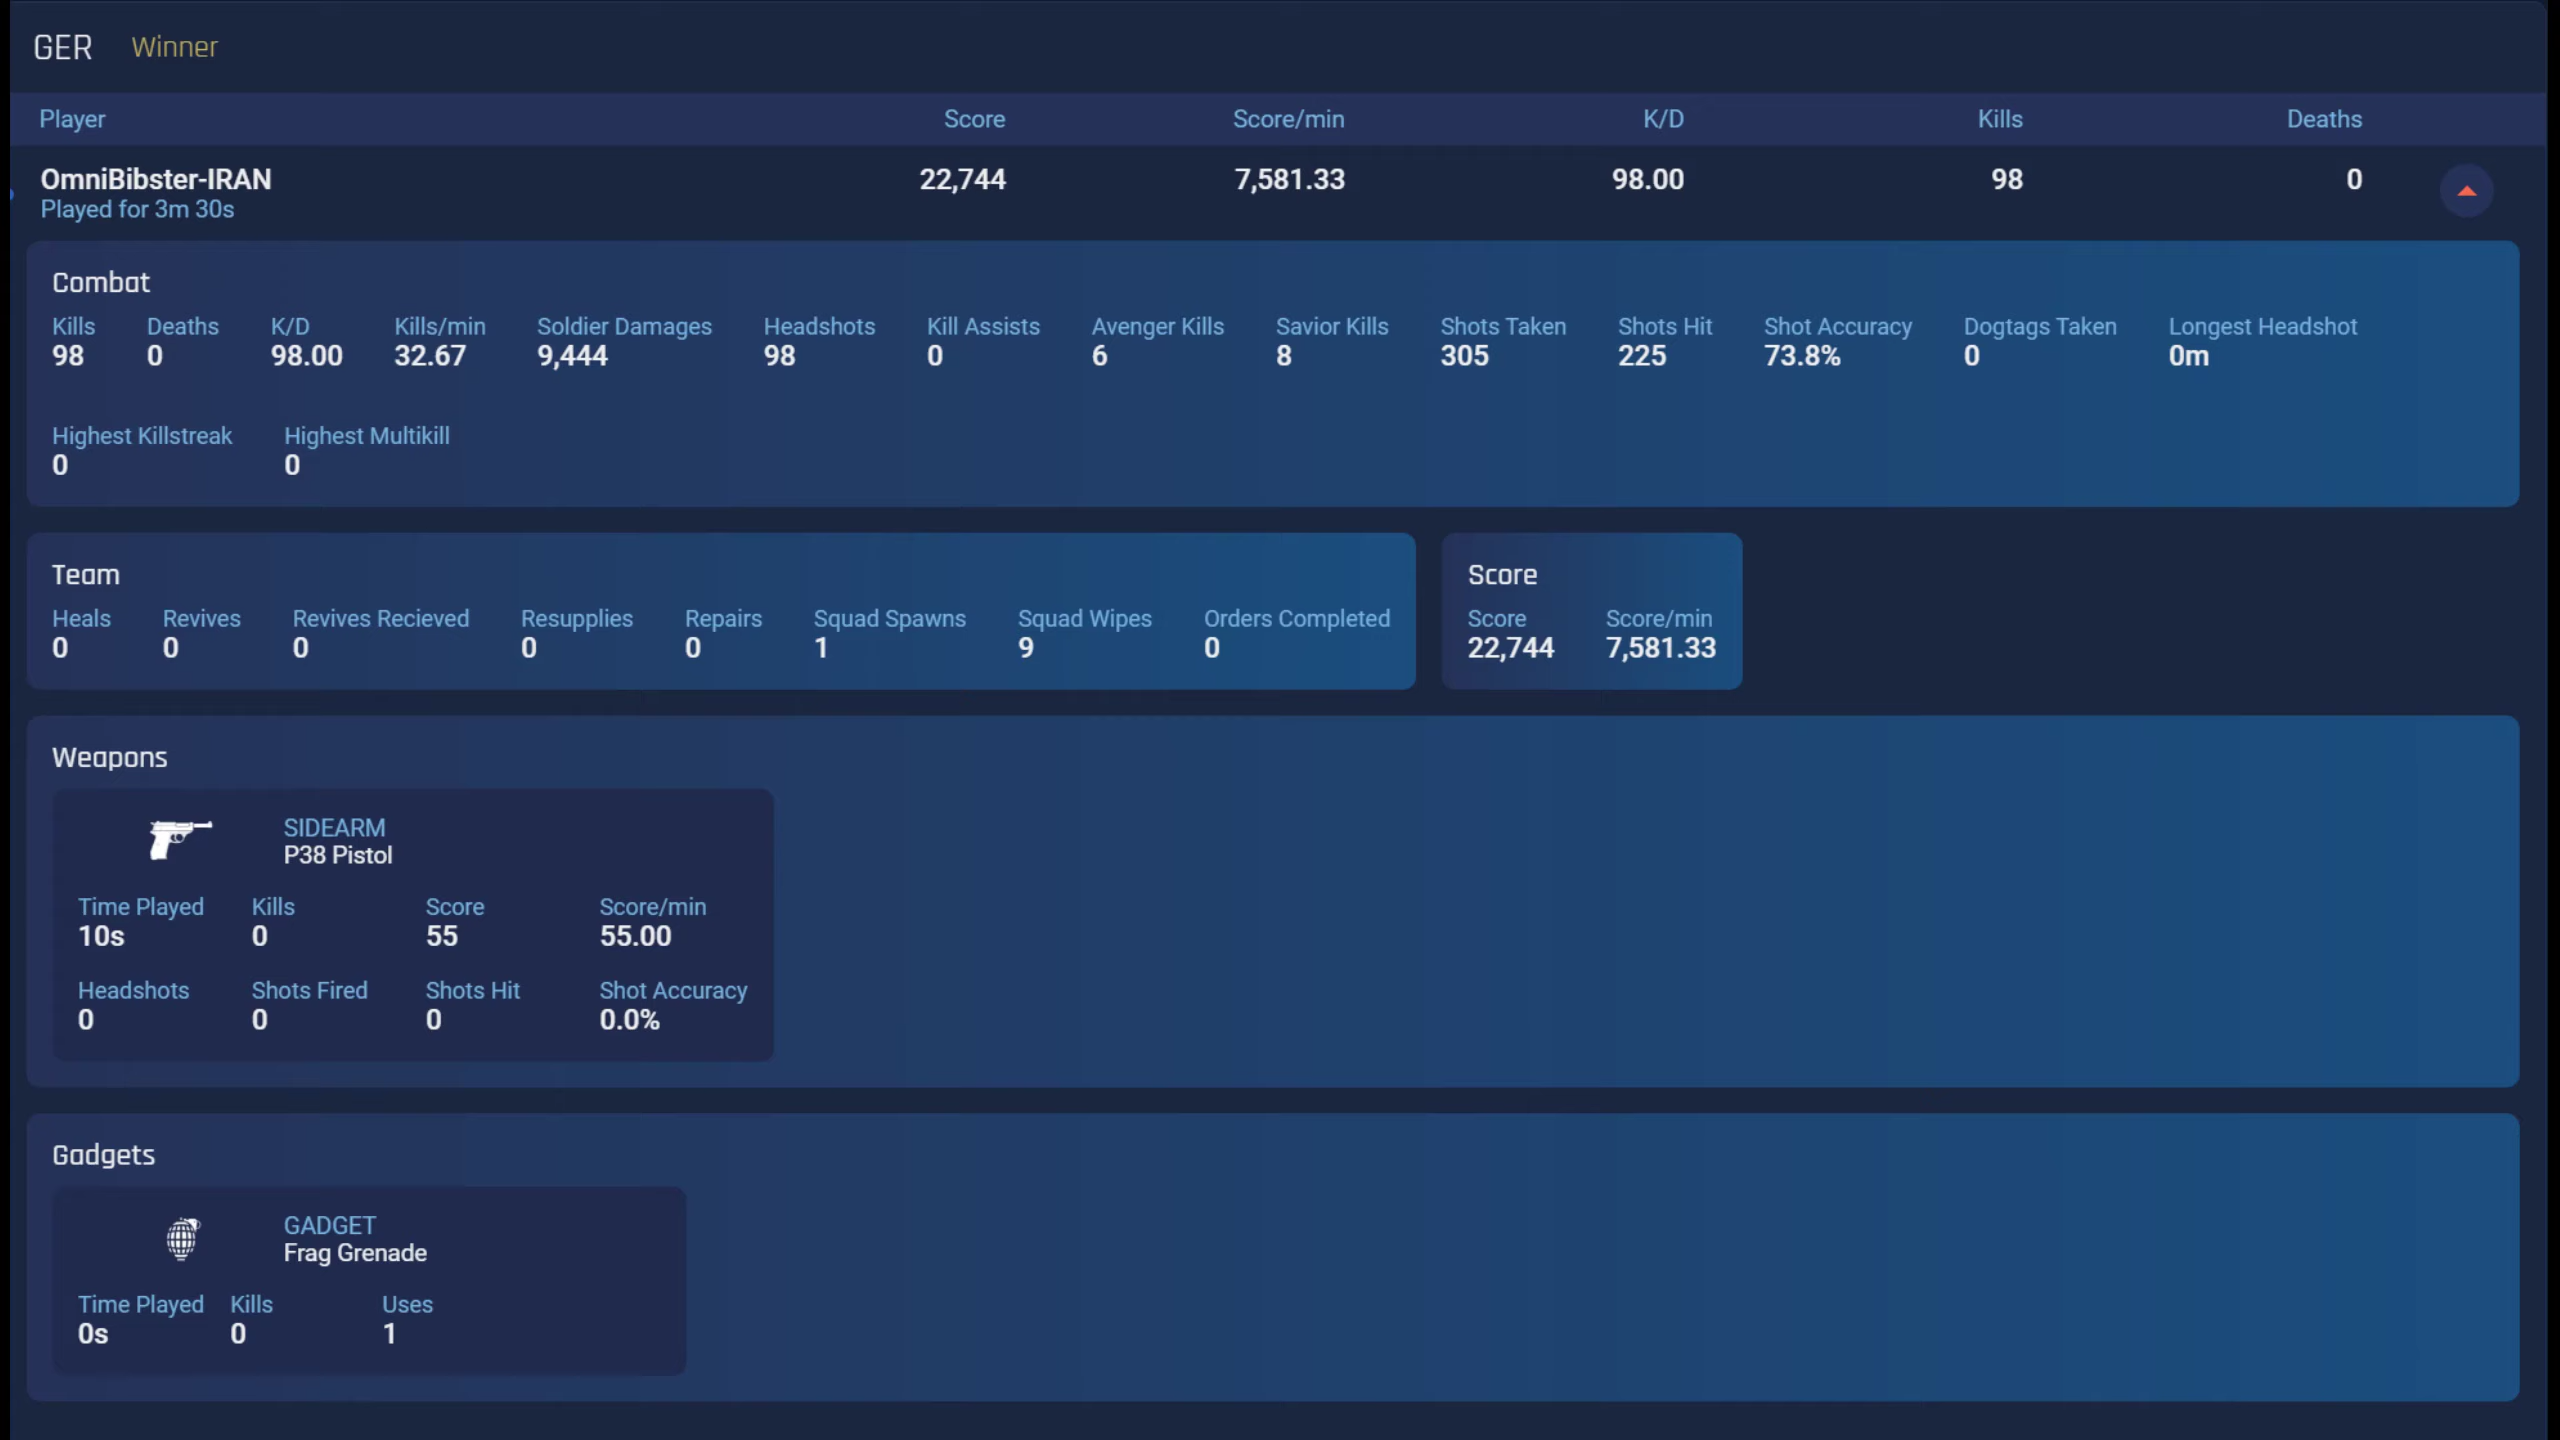 GER Winner
Player Score Score/min K/D Kills Deaths
OmniBibster-IRAN 22,744 7,581.33 98.00 98 0
Played for 3m 30s
Combat
Kills Deaths K/D Kills/min Soldier Damages Headshots Kill Assists Avenger Kills Savior Kills Shots Taken Shots Hit Shot Accuracy Dogtags Taken Longest Headshot
98 0 98.00 32.67 9,444 98 0 6 8 305 225 73.8% 0 0m
Highest Killstreak Highest Multikill
0 0
Team
Heals Revives Revives Recieved Resupplies Repairs Squad Spawns Squad Wipes Orders Completed
0 0 0 0 0 1 9 0
Score
Score Score/min
22,744 7,581.33
Weapons
SIDEARM
P38 Pistol
Time Played Kills Score Score/min
10s 0 55 55.00
Headshots Shots Fired Shots Hit Shot Accuracy
0 0 0 0.0%
Gadgets
GADGET
Frag Grenade
Time Played Kills Uses
0s 0 1